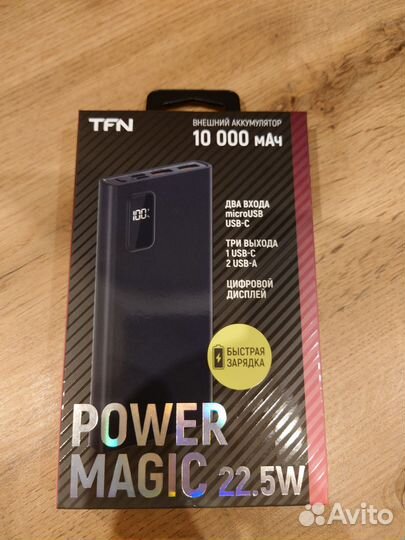 TFN
ВНЕШНИЙ АККУМУЛЯТОР
10 000 мАч
100%
ДВА ВХОДА
microUSB
USB-C
ТРИ ВЫХОДА
1 USB-C
2 USB-A
ЦИФРОВОЙ
ДИСПЛЕЙ
БЫСТРАЯ
ЗАРЯДКА
POWER
MAGIC 22.5W
Avito